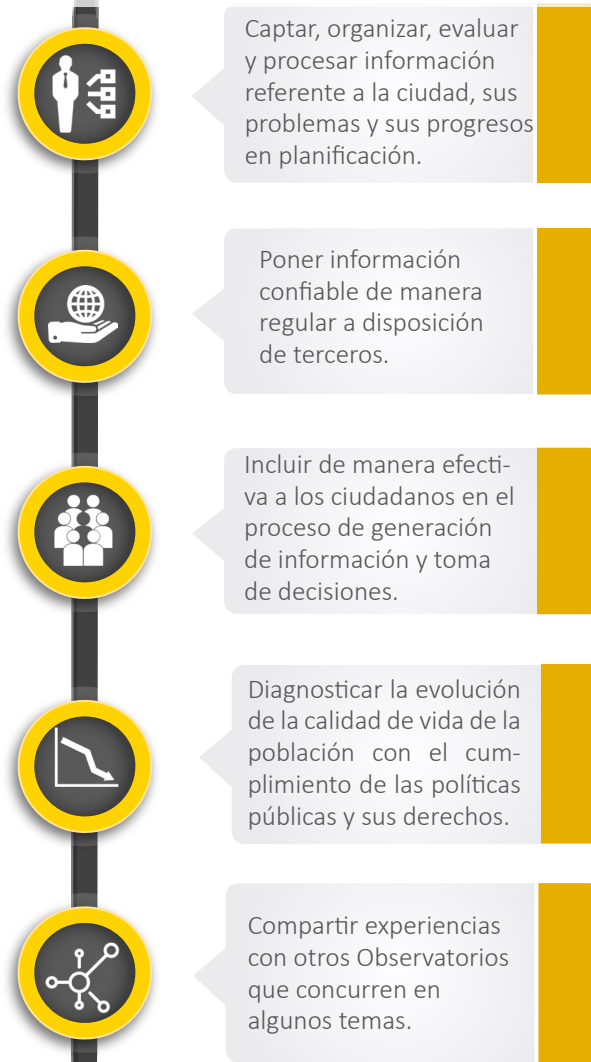 Captar, organizar, evaluar
y procesar información
referente a la ciudad, sus
problemas y sus progresos
en planificación.
Poner información
confiable de manera
regular a disposición
de terceros.
Incluir de manera efecti-
va a los ciudadanos en el
proceso de generación
de información y toma
de decisiones.
Diagnosticar la evolución
de la calidad de vida de la
población con el cum-
plimiento de las políticas
públicas y sus derechos.
Compartir experiencias
con otros Observatorios
que concurren en
algunos temas.